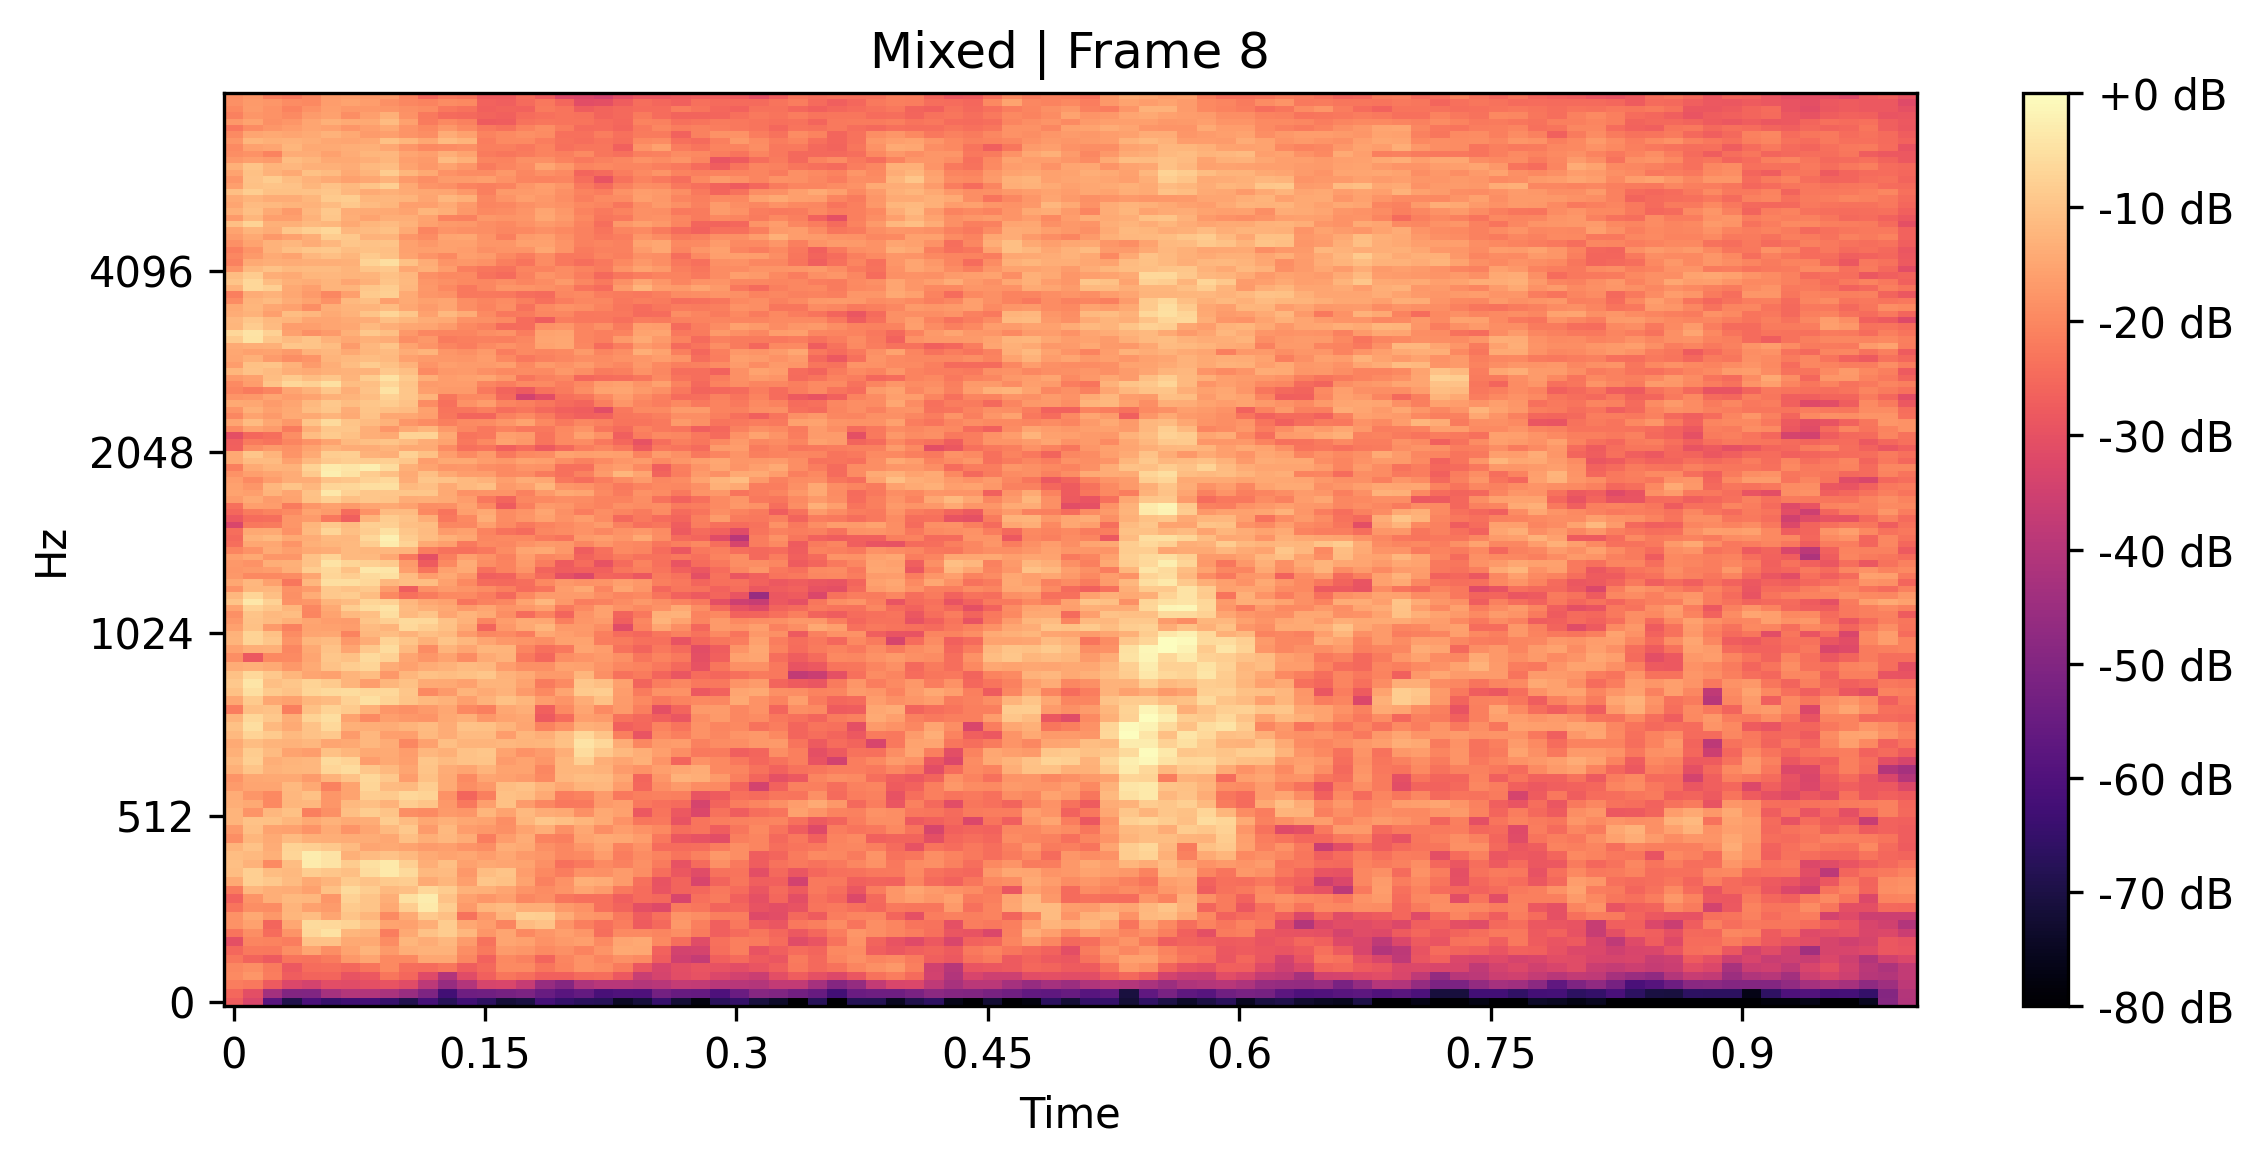 Mixed | Frame 8
+0 dB
-10 dB
-20 dB
-30 dB
-40 dB
-50 dB
-60 dB
-70 dB
-80 dB
4096
2048
1024
512
0
Hz
0 0.15 0.3 0.45 0.6 0.75 0.9
Time